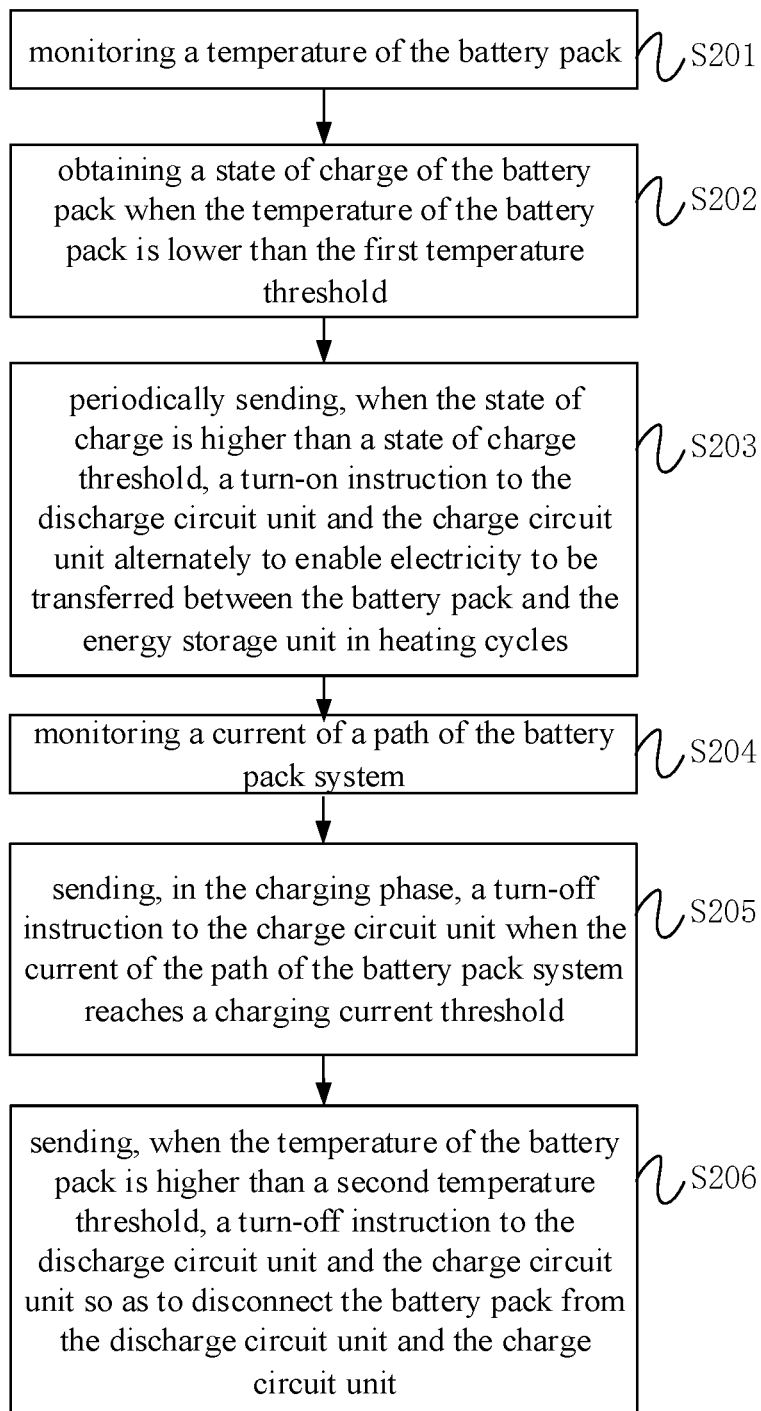 monitoring a temperature of the battery pack
S201
obtaining a state of charge of the battery
pack when the temperature of the battery
pack is lower than the first temperature
threshold
S202
periodically sending, when the state of
charge is higher than a state of charge
threshold, a turn-on instruction to the
discharge circuit unit and the charge circuit
unit alternately to enable electricity to be
transferred between the battery pack and the
energy storage unit in heating cycles
S203
monitoring a current of a path of the battery
pack system
S204
sending, in the charging phase, a turn-off
instruction to the charge circuit unit when the
current of the path of the battery pack system
reaches a charging current threshold
S205
sending, when the temperature of the battery
pack is higher than a second temperature
threshold, a turn-off instruction to the
discharge circuit unit and the charge circuit
unit so as to disconnect the battery pack from
the discharge circuit unit and the charge
circuit unit
S206